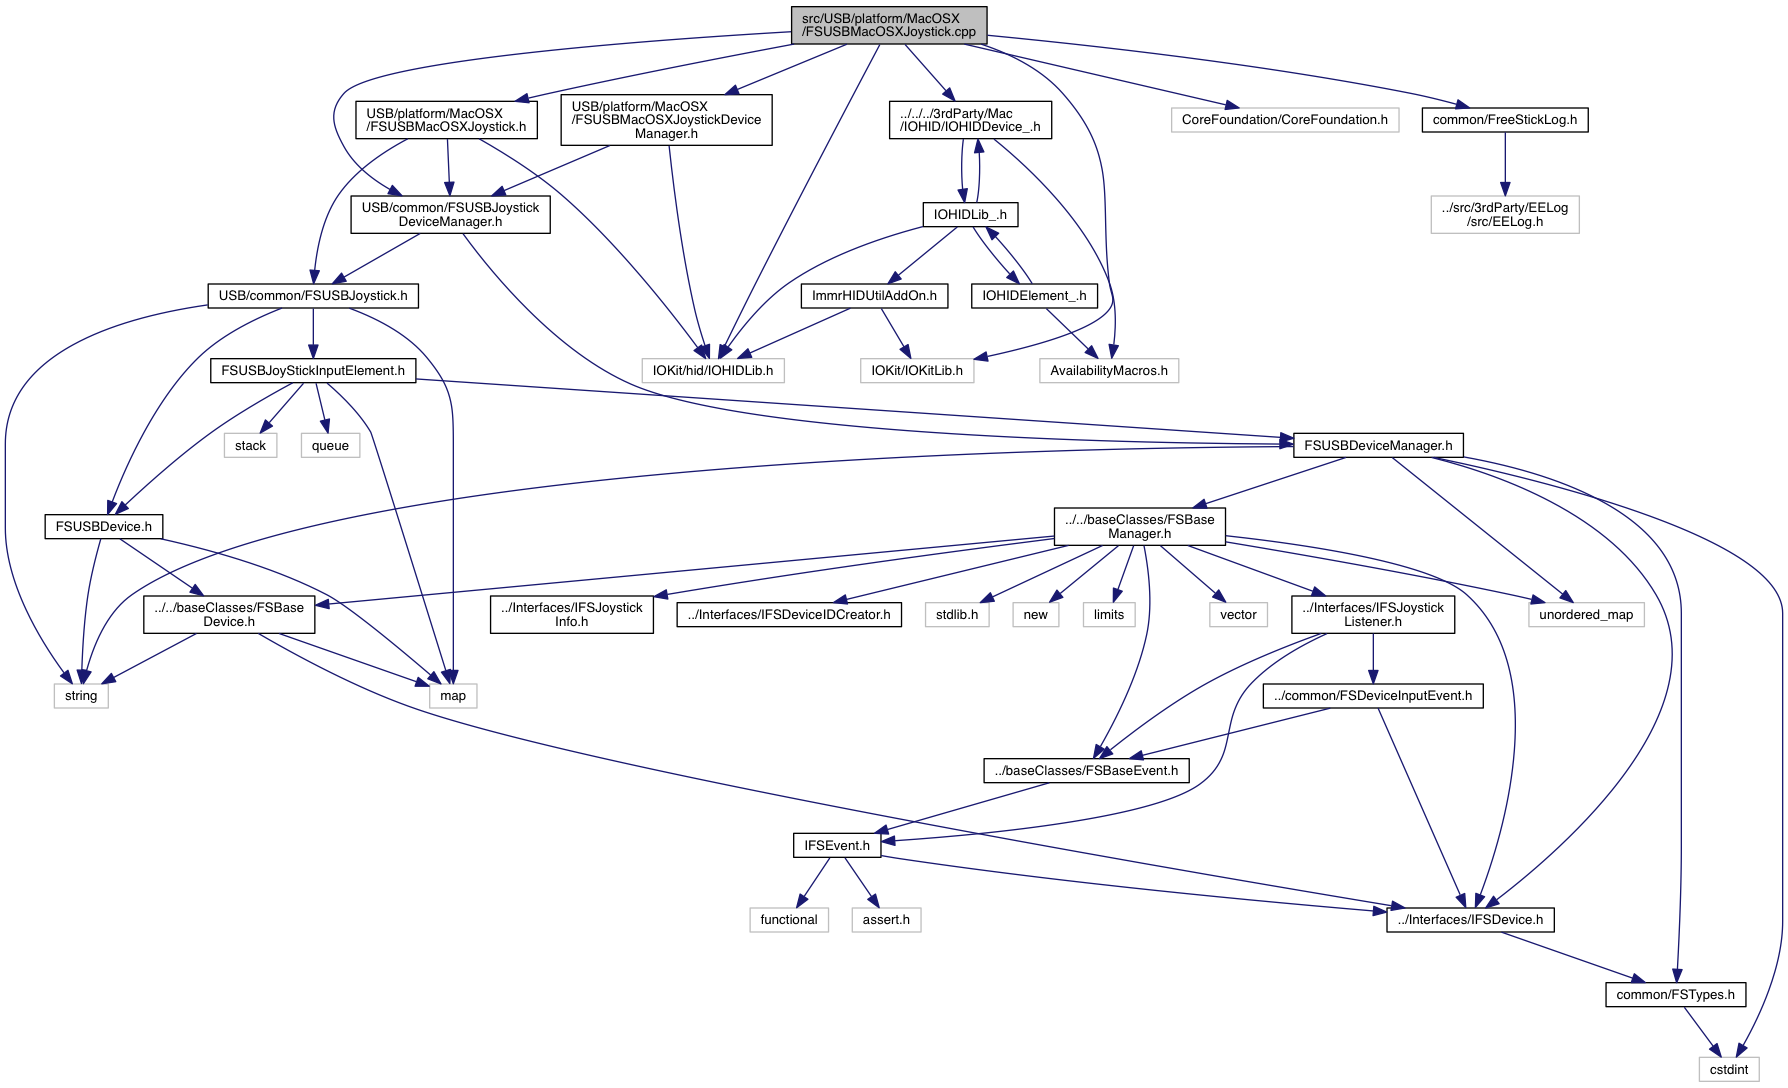 src/USB/platform/MacOSX
/FSUSBMacOSXJoystick.cpp
USB/platform/MacOSX
/FSUSBMacOSXJoystick.h
USB/platform/MacOSX
/FSUSBMacOSXJoystickDevice
Manager.h
../../../3rdParty/Mac
/IOHID/IOHIDDevice_.h
CoreFoundation/CoreFoundation.h
common/FreeStickLog.h
USB/common/FSUSBJoystick
DeviceManager.h
IOHIDLib_.h
../src/3rdParty/EELog
/src/EELog.h
USB/common/FSUSBJoystick.h
ImmrHIDUtilAddOn.h
IOHIDElement_.h
FSUSBJoyStickInputElement.h
IOKit/hid/IOHIDLib.h
IOKit/IOKitLib.h
AvailabilityMacros.h
stack
queue
FSUSBDeviceManager.h
FSUSBDevice.h
../../baseClasses/FSBase
Manager.h
../../baseClasses/FSBase
Device.h
../Interfaces/IFSJoystick
Info.h
../Interfaces/IFSDeviceIDCreator.h
stdlib.h
new
limits
vector
../Interfaces/IFSJoystick
Listener.h
unordered_map
string
map
../common/FSDeviceInputEvent.h
../baseClasses/FSBaseEvent.h
IFSEvent.h
functional
assert.h
../Interfaces/IFSDevice.h
common/FSTypes.h
cstdint